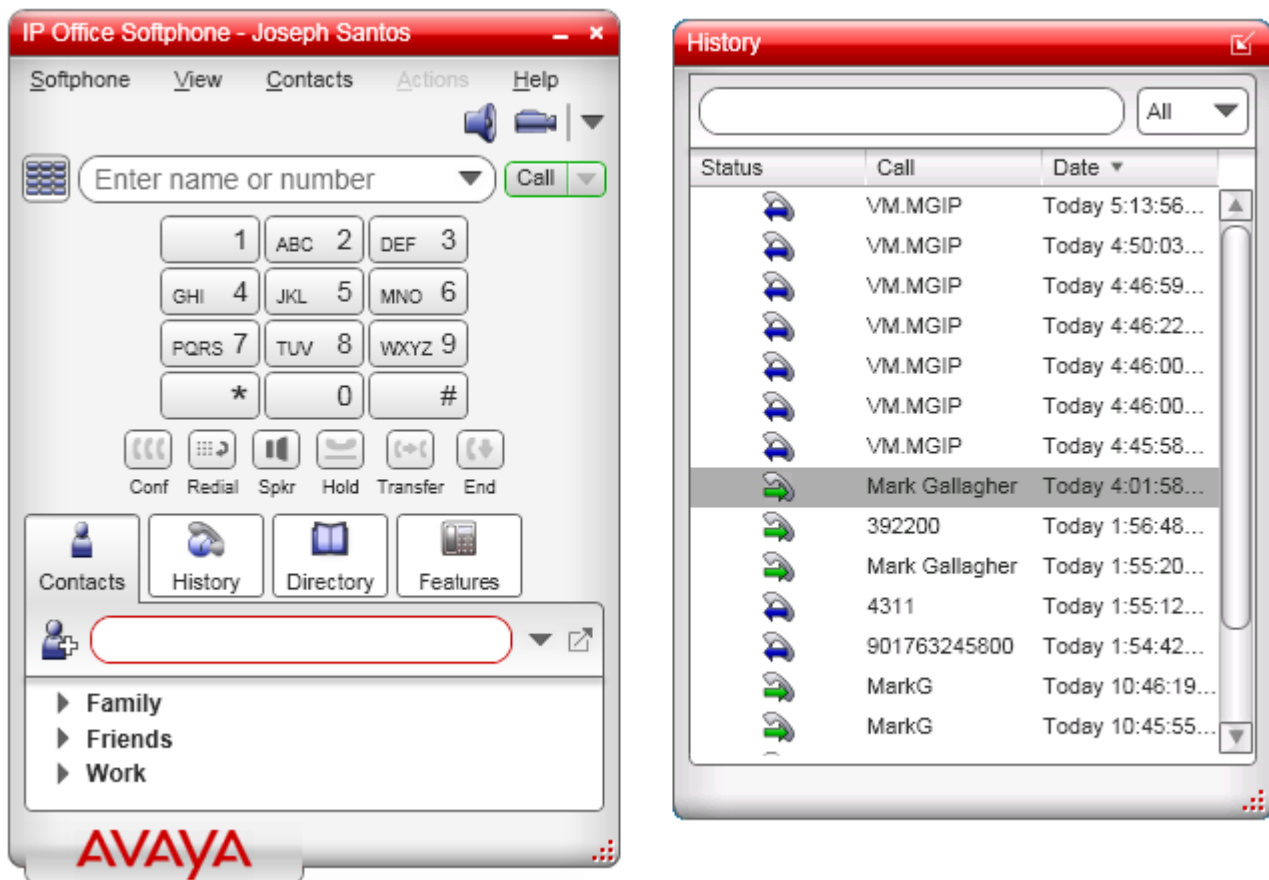 IP Office Softphone - Joseph Santos
Softphone View Contacts Actions Help
Enter name or number Call
1 ABC 2 DEF 3
GHI 4 JKL 5 MNO 6
PQRS 7 TUV 8 WXYZ 9
* 0 #
Conf Redial Spkr Hold Transfer End
Contacts History Directory Features
Family
Friends
Work
AVAYA
History
All
Status Call Date
VM.MGIP Today 5:13:56...
VM.MGIP Today 4:50:03...
VM.MGIP Today 4:46:59...
VM.MGIP Today 4:46:22...
VM.MGIP Today 4:46:00...
VM.MGIP Today 4:46:00...
VM.MGIP Today 4:45:58...
Mark Gallagher Today 4:01:58...
392200 Today 1:56:48...
Mark Gallagher Today 1:55:20...
4311 Today 1:55:12...
901763245800 Today 1:54:42...
MarkG Today 10:46:19...
MarkG Today 10:45:55...